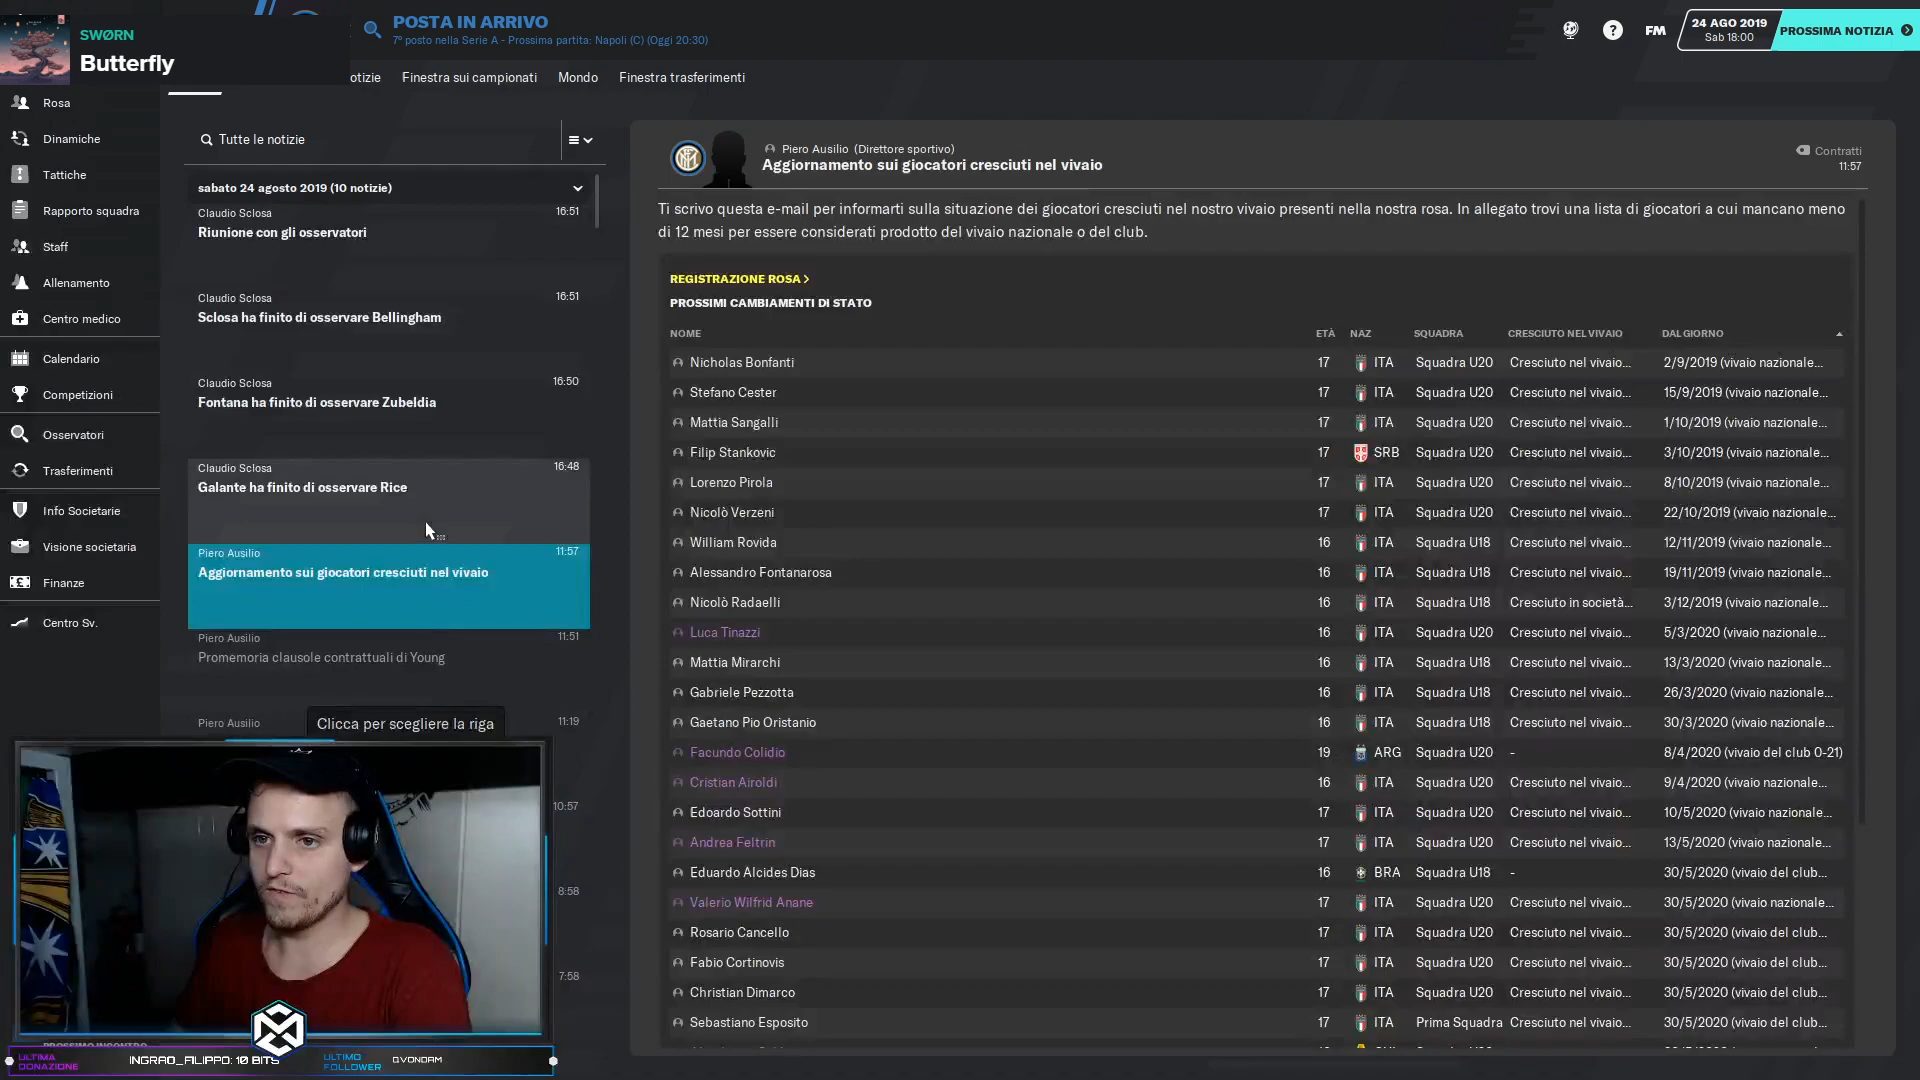 SWØRN
Butterfly
POSTA IN ARRIVO
7° posto nella Serie A - Prossima partita: Napoli (C) (Oggi 20:30)
FM
24 AGO 2019
Sab 18:00
PROSSIMA NOTIZIA
otizie
Finestra sui campionati
Mondo
Finestra trasferimenti
Rosa
Dinamiche
Tattiche
Rapporto squadra
Staff
Allenamento
Centro medico
Calendario
Competizioni
Osservatori
Trasferimenti
Info Societarie
Visione societaria
Finanze
Centro Sv.
Tutte le notizie
sabato 24 agosto 2019 (10 notizie)
Claudio Sclosa 16:51
Riunione con gli osservatori
Claudio Sclosa 16:51
Sclosa ha finito di osservare Bellingham
Claudio Sclosa 16:50
Fontana ha finito di osservare Zubeldia
Claudio Sclosa 16:48
Galante ha finito di osservare Rice
Piero Ausilio 11:57
Aggiornamento sui giocatori cresciuti nel vivaio
Piero Ausilio 11:51
Promemoria clausole contrattuali di Young
Piero Ausilio 11:19
Clicca per scegliere la riga
10:57
8:58
7:58
Piero Ausilio (Direttore sportivo)
Aggiornamento sui giocatori cresciuti nel vivaio
Contratti
11:57
Ti scrivo questa e-mail per informarti sulla situazione dei giocatori cresciuti nel nostro vivaio presenti nella nostra rosa. In allegato trovi una lista di giocatori a cui mancano meno
di 12 mesi per essere considerati prodotto del vivaio nazionale o del club.
REGISTRAZIONE ROSA >
PROSSIMI CAMBIAMENTI DI STATO
NOME ETÀ NAZ SQUADRA CRESCIUTO NEL VIVAIO DAL GIORNO
Nicholas Bonfanti 17 ITA Squadra U20 Cresciuto nel vivaio... 2/9/2019 (vivaio nazionale...
Stefano Cester 17 ITA Squadra U20 Cresciuto nel vivaio... 15/9/2019 (vivaio nazionale...
Mattia Sangalli 17 ITA Squadra U20 Cresciuto nel vivaio... 1/10/2019 (vivaio nazionale...
Filip Stankovic 17 SRB Squadra U20 Cresciuto nel vivaio... 3/10/2019 (vivaio nazionale...
Lorenzo Pirola 17 ITA Squadra U20 Cresciuto nel vivaio... 8/10/2019 (vivaio nazionale...
Nicolò Verzeni 17 ITA Squadra U20 Cresciuto nel vivaio... 22/10/2019 (vivaio nazionale...
William Rovida 16 ITA Squadra U18 Cresciuto nel vivaio... 12/11/2019 (vivaio nazionale...
Alessandro Fontanarosa 16 ITA Squadra U18 Cresciuto nel vivaio... 19/11/2019 (vivaio nazionale...
Nicolò Radaelli 16 ITA Squadra U18 Cresciuto in società... 3/12/2019 (vivaio nazionale...
Luca Tinazzi 16 ITA Squadra U20 Cresciuto nel vivaio... 5/3/2020 (vivaio nazionale...
Mattia Mirarchi 16 ITA Squadra U18 Cresciuto nel vivaio... 13/3/2020 (vivaio nazionale...
Gabriele Pezzotta 16 ITA Squadra U18 Cresciuto nel vivaio... 26/3/2020 (vivaio nazionale...
Gaetano Pio Oristanio 16 ITA Squadra U18 Cresciuto nel vivaio... 30/3/2020 (vivaio nazionale...
Facundo Colidio 19 ARG Squadra U20 - 8/4/2020 (vivaio del club 0-21)
Cristian Airoldi 16 ITA Squadra U20 Cresciuto nel vivaio... 9/4/2020 (vivaio nazionale...
Edoardo Sottini 17 ITA Squadra U20 Cresciuto nel vivaio... 10/5/2020 (vivaio nazionale...
Andrea Feltrin 17 ITA Squadra U20 Cresciuto nel vivaio... 13/5/2020 (vivaio nazionale...
Eduardo Alcides Dias 16 BRA Squadra U18 - 30/5/2020 (vivaio del club...
Valerio Wilfrid Anane 17 ITA Squadra U20 Cresciuto nel vivaio... 30/5/2020 (vivaio nazionale...
Rosario Cancello 17 ITA Squadra U20 Cresciuto nel vivaio... 30/5/2020 (vivaio del club...
Fabio Cortinovis 17 ITA Squadra U20 Cresciuto nel vivaio... 30/5/2020 (vivaio del club...
Christian Dimarco 17 ITA Squadra U20 Cresciuto nel vivaio... 30/5/2020 (vivaio del club...
Sebastiano Esposito 17 ITA Prima Squadra Cresciuto nel vivaio... 30/5/2020 (vivaio del club...
ULTIMA
DONAZIONE
INGRAO_FILIPPO: 10 BITS
ULTIMO
FOLLOWER
QVONDAM